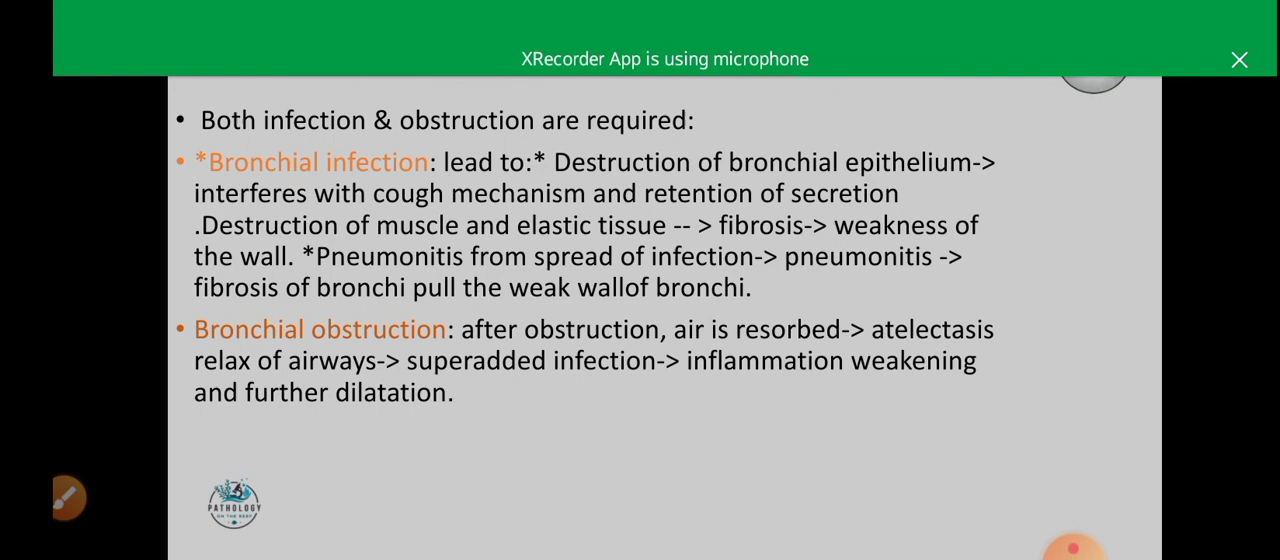 XRecorder App is using microphone
• Both infection & obstruction are required:
• *Bronchial infection: lead to:* Destruction of bronchial epithelium->
interferes with cough mechanism and retention of secretion
.Destruction of muscle and elastic tissue -- > fibrosis-> weakness of
the wall. *Pneumonitis from spread of infection-> pneumonitis ->
fibrosis of bronchi pull the weak wallof bronchi.
• Bronchial obstruction: after obstruction, air is resorbed-> atelectasis
relax of airways-> superadded infection-> inflammation weakening
and further dilatation.
PATHOLOGY
ON THE REEF